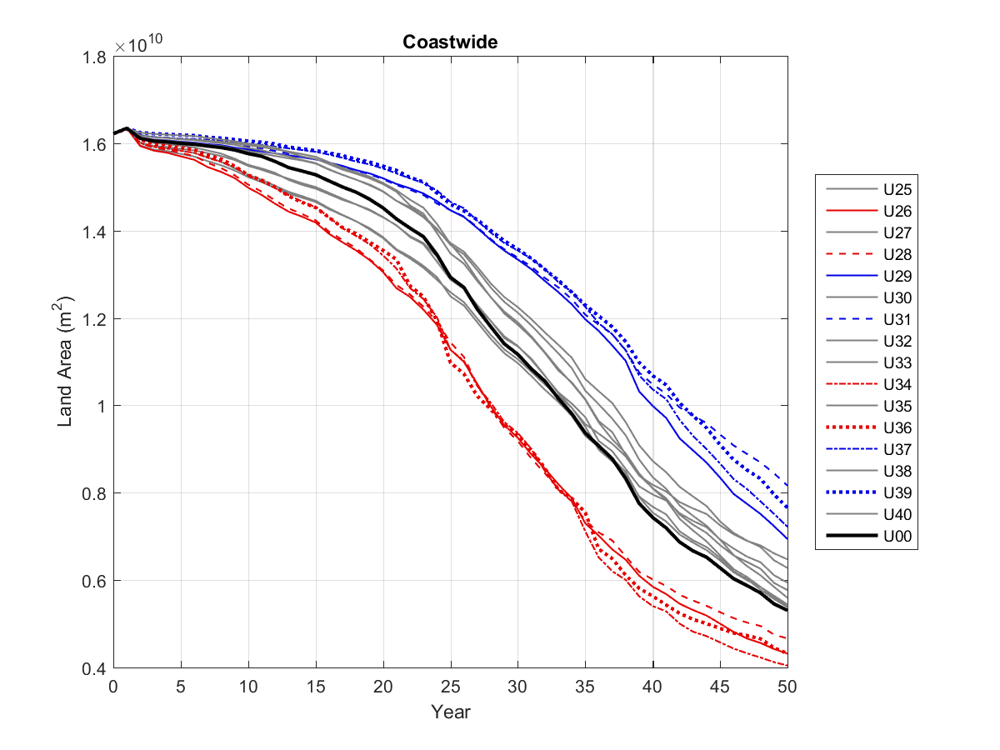 Coastwide
×10^10
1.8
1.6
1.4
1.2
1
0.8
0.6
0.4
Land Area (m^2)
0 5 10 15 20 25 30 35 40 45 50
Year
U25
U26
U27
U28
U29
U30
U31
U32
U33
U34
U35
U36
U37
U38
U39
U40
U00